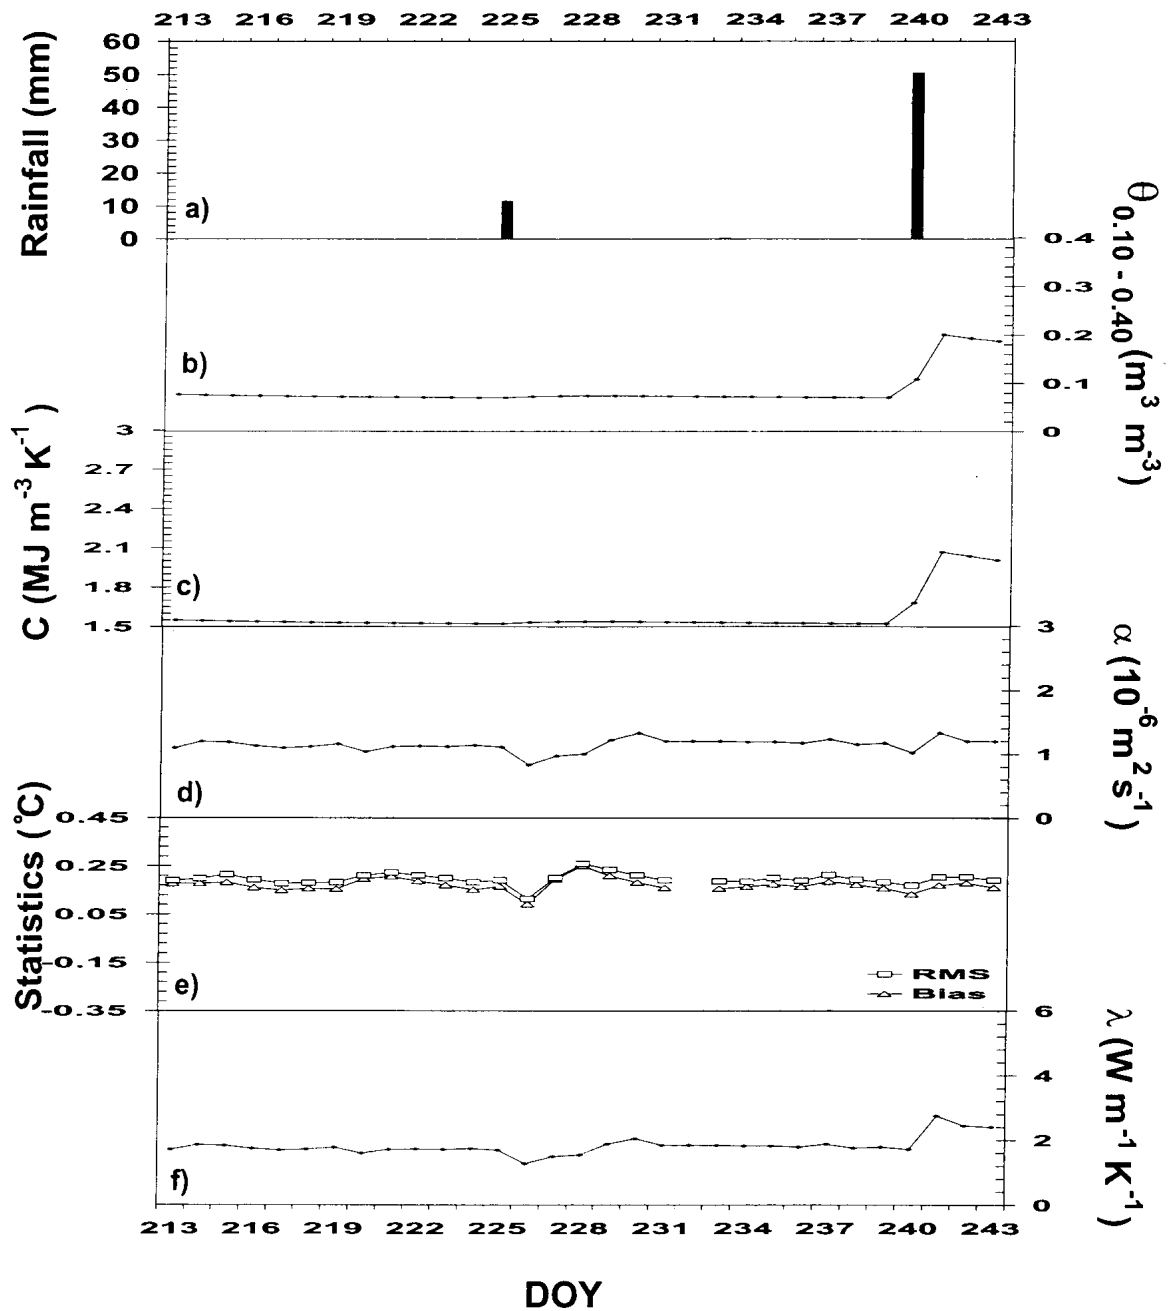 213 216 219 222 225 228 231 234 237 240 243
Rainfall (mm)
60
50
40
30
20
10
0
a)
θ0.10 - 0.40 (m3 m-3)
0.4
0.3
0.2
0.1
0
b)
C (MJ m-3 K-1)
3
2.7
2.4
2.1
1.8
1.5
c)
α (10-6 m2 s-1)
3
2
1
0
d)
Statistics (°C)
0.45
0.25
0.05
-0.15
-0.35
e)
RMS
Bias
λ (W m-1 K-1)
6
4
2
0
f)
213 216 219 222 225 228 231 234 237 240 243
DOY